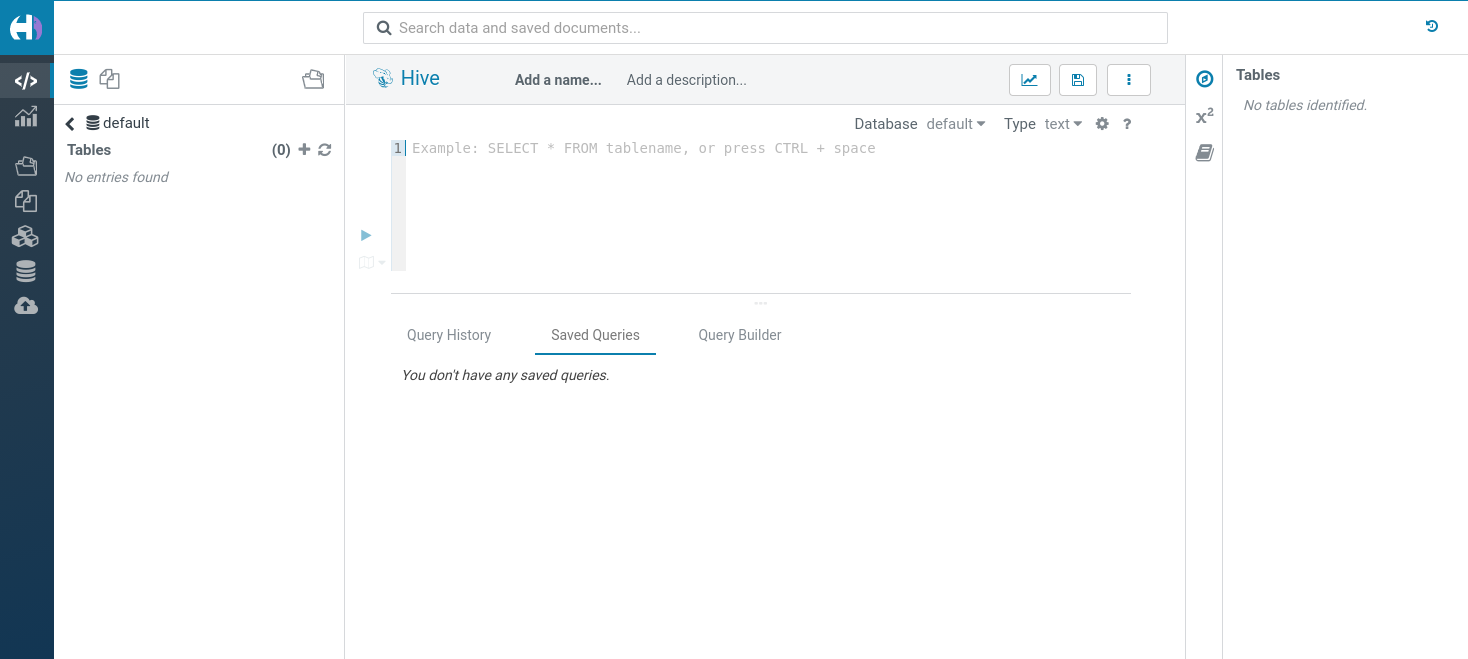 Search data and saved documents...
default
Tables (0)
No entries found
Hive Add a name... Add a description...
Database default Type text ?
1 Example: SELECT * FROM tablename, or press CTRL + space
Query History Saved Queries Query Builder
You don't have any saved queries.
x²
Tables
No tables identified.